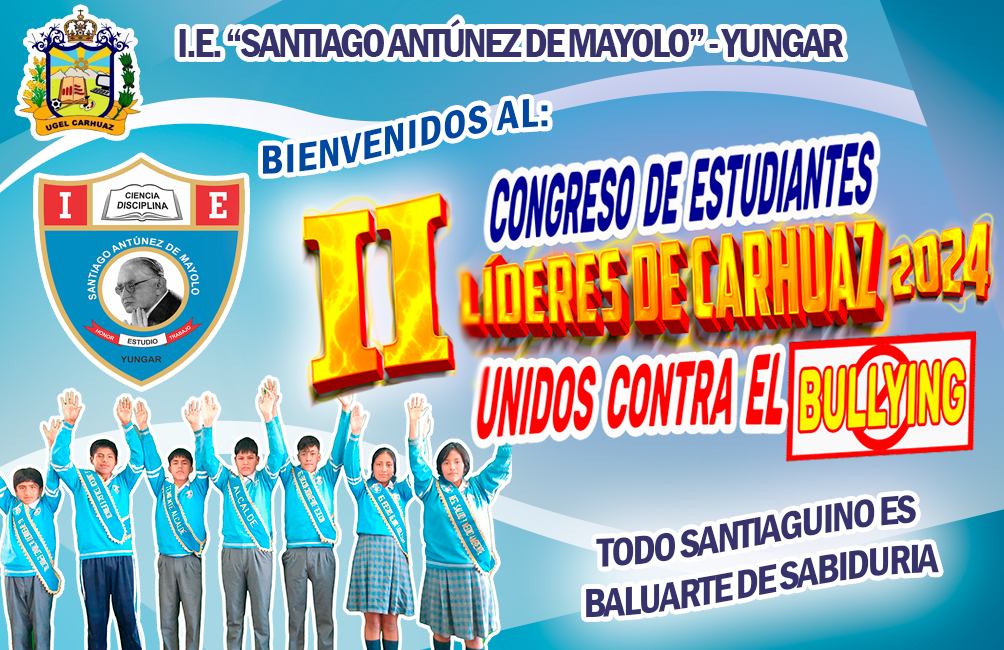 I.E. “SANTIAGO ANTÚNEZ DE MAYOLO” - YUNGAR
UGEL CARHUAZ
BIENVENIDOS AL:
II
CONGRESO DE ESTUDIANTES
LÍDERES DE CARHUAZ 2024
UNIDOS CONTRA EL BULLYING
I E
CIENCIA
DISCIPLINA
SANTIAGO ANTÚNEZ DE MAYOLO
HONOR ESTUDIO TRABAJO
YUNGAR
TENIENTE ALCALDE
ALCALDE
TODO SANTIAGUINO ES
BALUARTE DE SABIDURIA